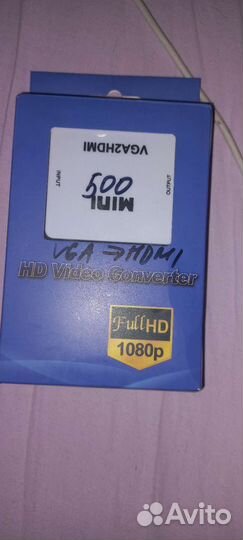 VGA2HDMI
INPUT
OUTPUT
MINI
500
VGA → HDMI
HD Video Converter
Full HD
1080p
Avito